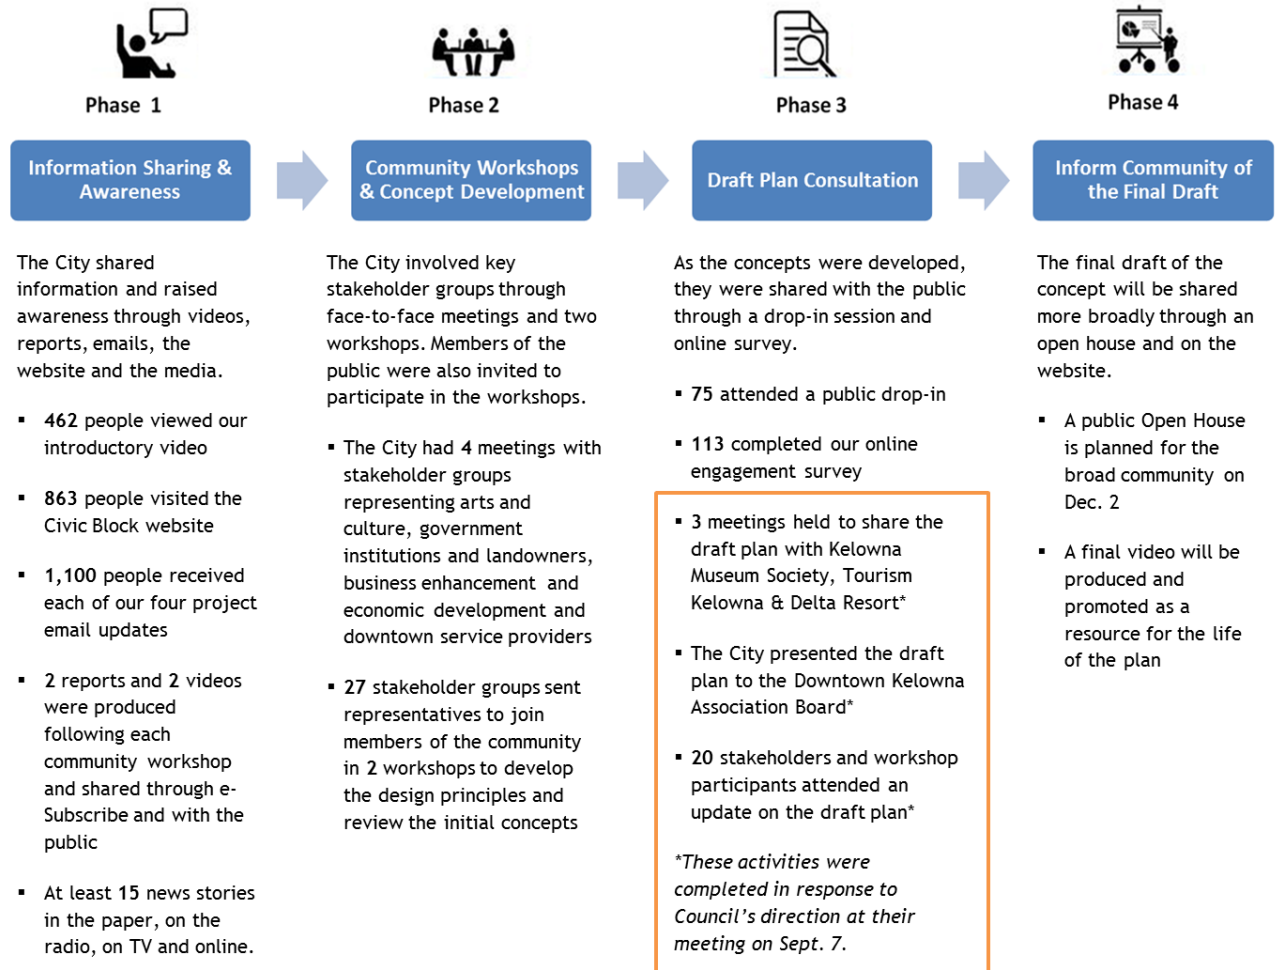 Phase 1
Information Sharing &
Awareness
The City shared
information and raised
awareness through videos,
reports, emails, the
website and the media.
▪ 462 people viewed our
introductory video
▪ 863 people visited the
Civic Block website
▪ 1,100 people received
each of our four project
email updates
▪ 2 reports and 2 videos
were produced
following each
community workshop
and shared through e-
Subscribe and with the
public
▪ At least 15 news stories
in the paper, on the
radio, on TV and online.
Phase 2
Community Workshops
& Concept Development
The City involved key
stakeholder groups through
face-to-face meetings and two
workshops. Members of the
public were also invited to
participate in the workshops.
▪ The City had 4 meetings with
stakeholder groups
representing arts and
culture, government
institutions and landowners,
business enhancement and
economic development and
downtown service providers
▪ 27 stakeholder groups sent
representatives to join
members of the community
in 2 workshops to develop
the design principles and
review the initial concepts
Phase 3
Draft Plan Consultation
As the concepts were developed,
they were shared with the public
through a drop-in session and
online survey.
▪ 75 attended a public drop-in
▪ 113 completed our online
engagement survey
▪ 3 meetings held to share the
draft plan with Kelowna
Museum Society, Tourism
Kelowna & Delta Resort*
▪ The City presented the draft
plan to the Downtown Kelowna
Association Board*
▪ 20 stakeholders and workshop
participants attended an
update on the draft plan*
*These activities were
completed in response to
Council's direction at their
meeting on Sept. 7.
Phase 4
Inform Community of
the Final Draft
The final draft of the
concept will be shared
more broadly through an
open house and on the
website.
▪ A public Open House
is planned for the
broad community on
Dec. 2
▪ A final video will be
produced and
promoted as a
resource for the life
of the plan